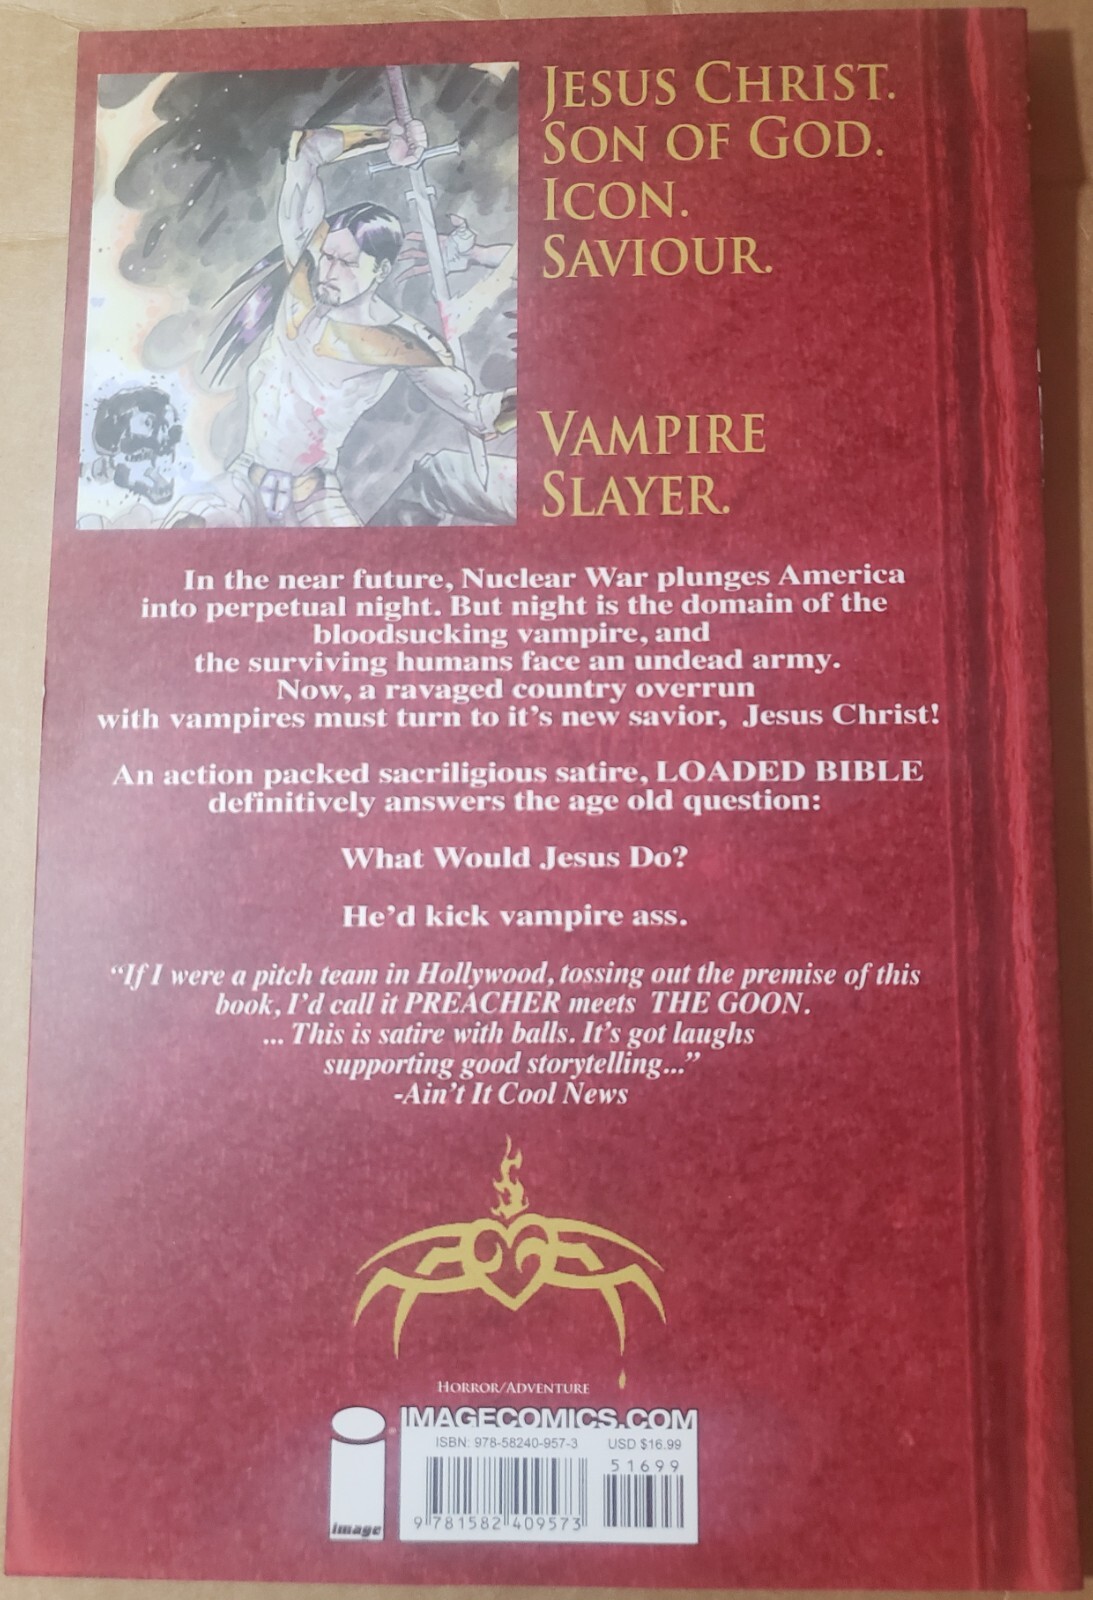 JESUS CHRIST.
SON OF GOD.
ICON.
SAVIOUR.
VAMPIRE
SLAYER.
In the near future, Nuclear War plunges America
into perpetual night. But night is the domain of the
bloodsucking vampire, and
the surviving humans face an undead army.
Now, a ravaged country overrun
with vampires must turn to it's new savior, Jesus Christ!
An action packed sacriligious satire, LOADED BIBLE
definitively answers the age old question:
What Would Jesus Do?
He'd kick vampire ass.
“If I were a pitch team in Hollywood, tossing out the premise of this
book, I'd call it PREACHER meets THE GOON.
... This is satire with balls. It's got laughs
supporting good storytelling...”
-Ain't It Cool News
HORROR/ADVENTURE
IMAGECOMICS.COM
ISBN: 978-58240-957-3 USD $16.99
51699
9 781582 409573
image